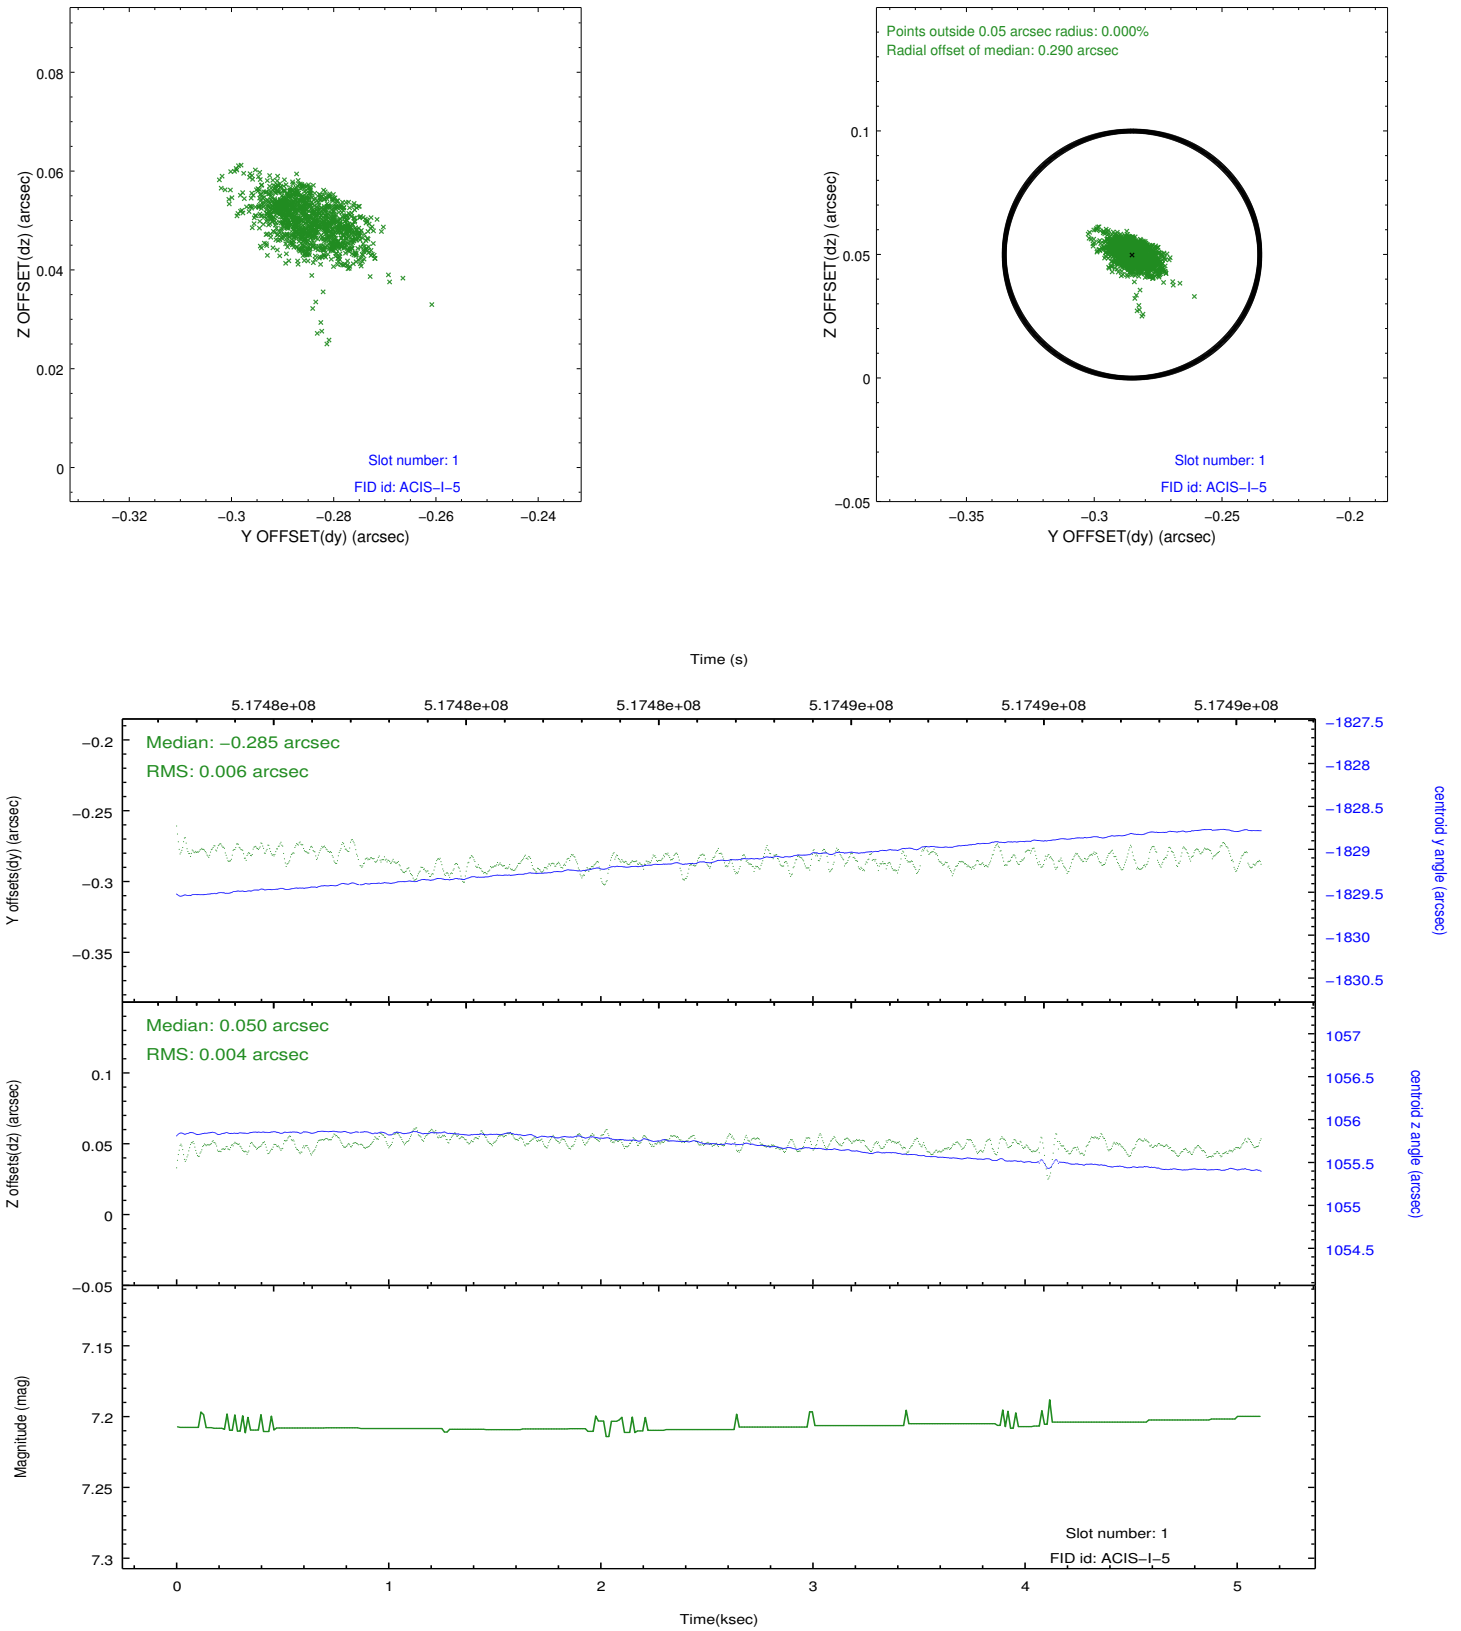 0.08
0.06
0.04
0.02
0
Z OFFSET(dz) (arcsec)
Slot number: 1
FID id: ACIS−I−5
−0.32
−0.3
−0.28
−0.26
−0.24
Y OFFSET(dy) (arcsec)
Points outside 0.05 arcsec radius: 0.000%
Radial offset of median: 0.290 arcsec
0.1
0.05
0
−0.05
Z OFFSET(dz) (arcsec)
Slot number: 1
FID id: ACIS−I−5
−0.35
−0.3
−0.25
−0.2
Y OFFSET(dy) (arcsec)
Time (s)
5.1748e+08
5.1748e+08
5.1748e+08
5.1749e+08
5.1749e+08
5.1749e+08
Median: −0.285 arcsec
RMS: 0.006 arcsec
−0.2
−0.25
−0.3
−0.35
Y offsets(dy) (arcsec)
−1827.5
−1828
−1828.5
−1829
−1829.5
−1830
−1830.5
centroid y angle (arcsec)
Median: 0.050 arcsec
RMS: 0.004 arcsec
0.1
0.05
0
−0.05
Z offsets(dz) (arcsec)
1057
1056.5
1056
1055.5
1055
1054.5
centroid z angle (arcsec)
7.15
7.2
7.25
7.3
Magnitude (mag)
Slot number: 1
FID id: ACIS−I−5
0
1
2
3
4
5
Time(ksec)